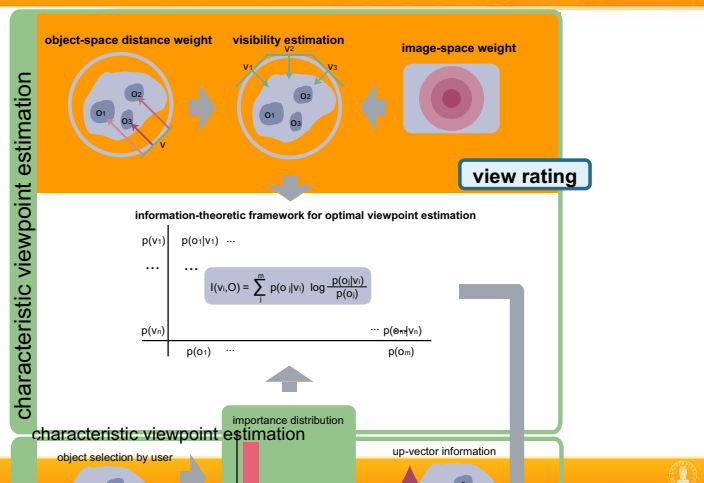 object-space distance weight
visibility estimation
image-space weight
v1
v2
v3
o1
o2
o3
v
o1
o2
o3
view rating
characteristic viewpoint estimation
information-theoretic framework for optimal viewpoint estimation
p(v1) p(o1|v1) ...
... ...
I(vi,O) = ∑ m j p(oj|vi) log p(oj|vi) / p(oj)
p(vn) ... |vn)
p(o1) ... p(om)
importance distribution
characteristic viewpoint estimation
object selection by user
up-vector information